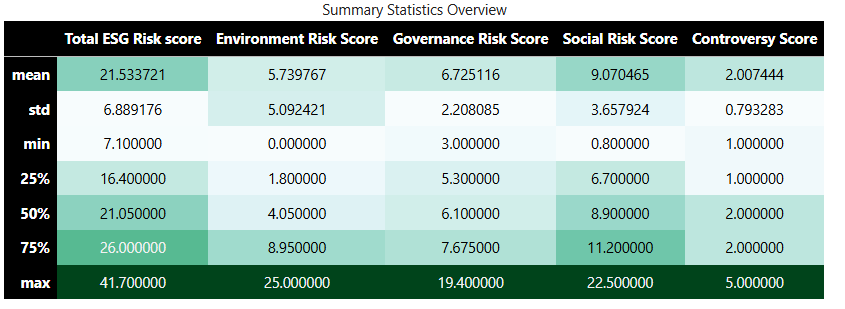 Summary Statistics Overview
Total ESG Risk score Environment Risk Score Governance Risk Score Social Risk Score Controversy Score
mean 21.533721 5.739767 6.725116 9.070465 2.007444
std 6.889176 5.092421 2.208085 3.657924 0.793283
min 7.100000 0.000000 3.000000 0.800000 1.000000
25% 16.400000 1.800000 5.300000 6.700000 1.000000
50% 21.050000 4.050000 6.100000 8.900000 2.000000
75% 26.000000 8.950000 7.675000 11.200000 2.000000
max 41.700000 25.000000 19.400000 22.500000 5.000000